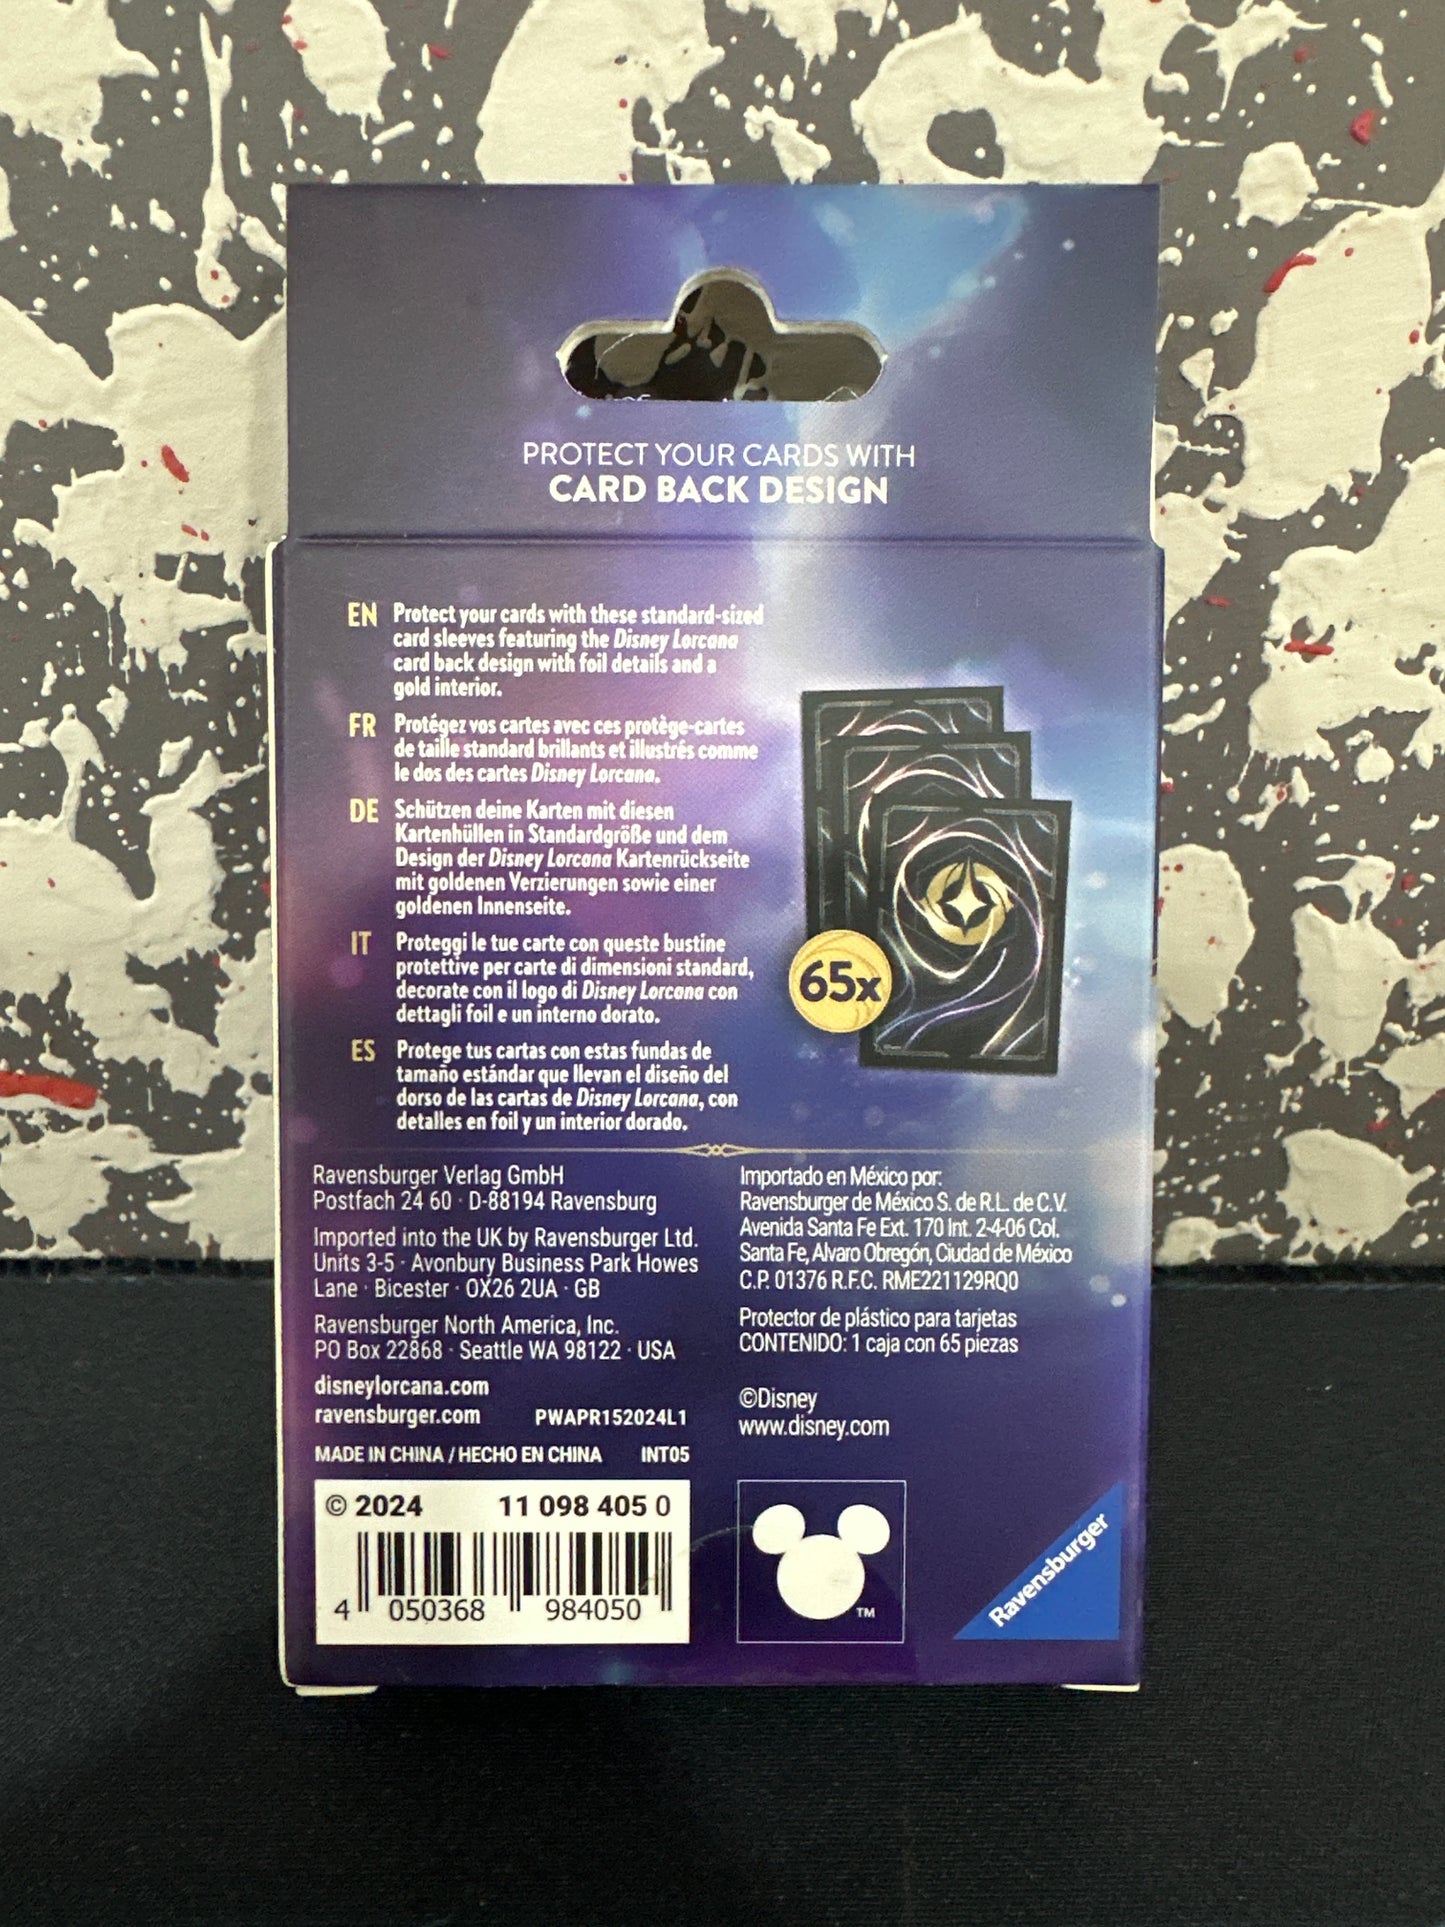 PROTECT YOUR CARDS WITH
CARD BACK DESIGN
EN Protect your cards with these standard-sized
card sleeves featuring the Disney Lorcana
card back design with foil details and a
gold interior.
FR Protégez vos cartes avec ces protège-cartes
de taille standard brillants et illustrés comme
le dos des cartes Disney Lorcana.
DE Schützen deine Karten mit diesen
Kartenhüllen in Standardgröße und dem
Design der Disney Lorcana Kartenrückseite
mit goldenen Verzierungen sowie einer
goldenen Innenseite.
IT Proteggi le tue carte con queste bustine
protettive per carte di dimensioni standard,
decorate con il logo di Disney Lorcana con
dettagli foil e un interno dorato.
ES Protege tus cartas con estas fundas de
tamaño estándar que llevan el diseño del
dorso de las cartas de Disney Lorcana, con
detalles en foil y un interior dorado.
65x
Ravensburger Verlag GmbH
Postfach 24 60 · D-88194 Ravensburg
Imported into the UK by Ravensburger Ltd.
Units 3-5 · Avonbury Business Park Howes
Lane · Bicester · OX26 2UA · GB
Ravensburger North America, Inc.
PO Box 22868 · Seattle WA 98122 · USA
disneylorcana.com
ravensburger.com PWAPR152024L1
MADE IN CHINA / HECHO EN CHINA INT05
© 2024 11 098 405 0
4 050368 984050
Importado en México por:
Ravensburger de México S. de R.L. de C.V.
Avenida Santa Fe Ext. 170 Int. 2-4-06 Col.
Santa Fe, Alvaro Obregón, Ciudad de México
C.P. 01376 R.F.C. RME221129RQ0
Protector de plástico para tarjetas
CONTENIDO: 1 caja con 65 piezas
©Disney
www.disney.com
TM
Ravensburger